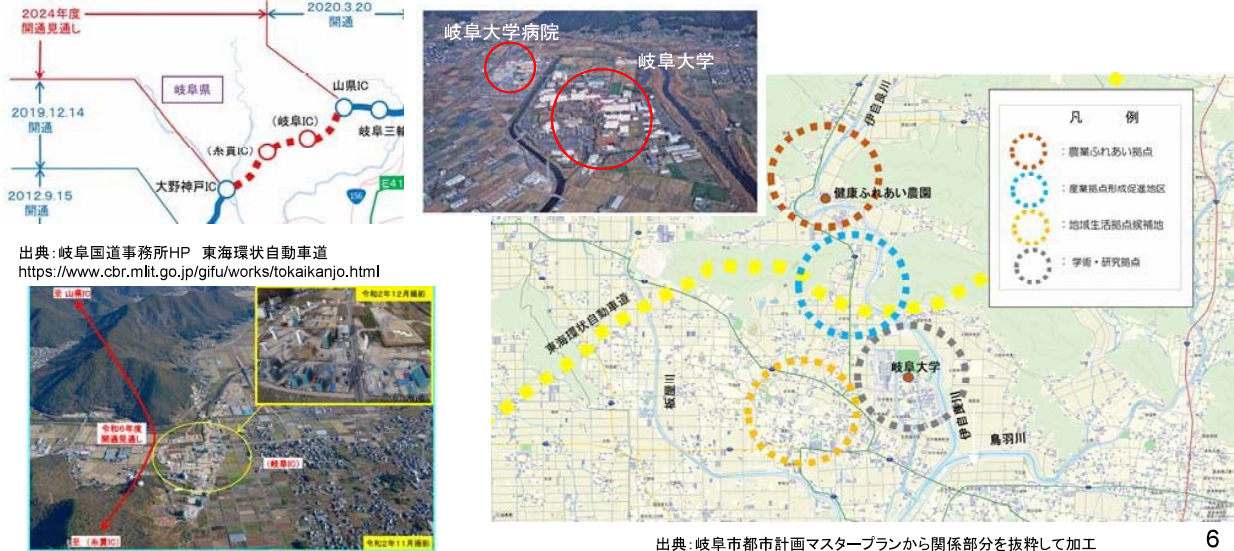 2024年度
開通見通し
2020.3.20
開通
岐阜県
山県IC
2019.12.14
開通
(岐阜IC)
岐阜三輪
(糸貫IC)
大野神戸IC
2012.9.15
開通
156
E41
岐阜大学病院
岐阜大学
出典:岐阜国道事務所HP 東海環状自動車道
https://www.cbr.mlit.go.jp/gifu/works/tokaikanjo.html
至 山県IC
令和2年12月撮影
令和6年度
開通見通し
(岐阜IC)
至 (糸貫IC)
令和2年11月撮影
伊自良川
凡 例
:農業ふれあい拠点
:産業拠点形成促進地区
:地域生活拠点候補地
:学術・研究拠点
健康ふれあい農園
東海環状自動車道
板屋川
岐阜大学
伊自良川
鳥羽川
出典:岐阜市都市計画マスタープランから関係部分を抜粋して加工
6